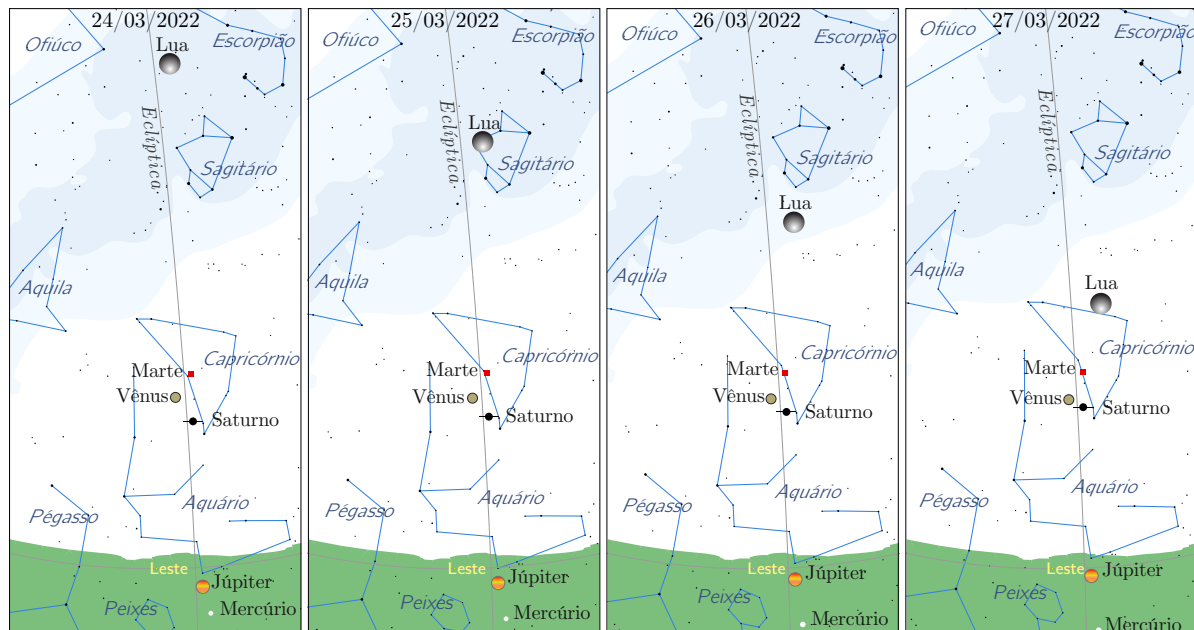 24/03/2022
Ofiúco
Lua
Escorpião
Eclíptica
Sagitário
Aquila
Capricórnio
Marte
Vênus
Saturno
Aquário
Pégasso
Leste
Júpiter
Peixes
Mercúrio
25/03/2022
Ofiúco
Escorpião
Eclíptica
Lua
Sagitário
Aquila
Capricórnio
Marte
Vênus
Saturno
Aquário
Pégasso
Leste
Júpiter
Peixes
Mercúrio
26/03/2022
Ofiúco
Escorpião
Eclíptica
Sagitário
Lua
Aquila
Capricórnio
Marte
Vênus
Saturno
Aquário
Pégasso
Leste
Júpiter
Peixes
Mercúrio
27/03/2022
Ofiúco
Escorpião
Eclíptica
Sagitário
Aquila
Lua
Capricórnio
Marte
Vênus
Saturno
Aquário
Pégasso
Leste
Júpiter
Peixes
Mercúrio